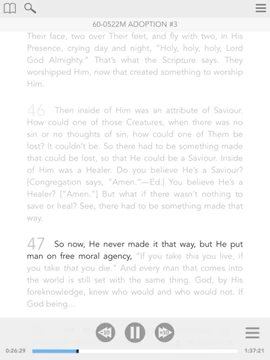 60-0522M ADOPTION #3
Their face, two over Their feet, and fly with two, in His
Presence, crying day and night, “Holy, holy, holy, Lord
God Almighty.” That’s what the Scripture says. They
worshipped Him, now that created something to worship
Him.
46 Then inside of Him was an attribute of Saviour.
How could one of those Creatures, when there was no
sin or no thoughts of sin, how could one of Them be
lost? It couldn’t be. So there had to be something made
that could be lost, so that He could be a Saviour. Inside
of Him was a Healer. Do you believe He’s a Saviour?
[Congregation says, “Amen.”—Ed.] You believe He’s a
Healer? [“Amen.”] But what if there wasn’t nothing to
save or heal? See, there had to be something made that
way.
47 So now, He never made it that way, but He put
man on free moral agency, “If you take this you live, if
you take that you die.” And every man that comes into
the world is still set with the same thing. God, by His
foreknowledge, knew who would and who would not. If
God being...
0:26:29 1:37:21